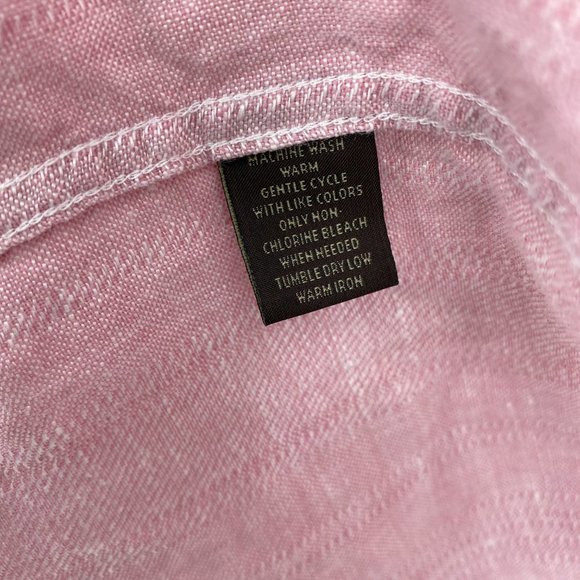 MACHINE WASH
WARM
GENTLE CYCLE
WITH LIKE COLORS
ONLY NON-
CHLORINE BLEACH
WHEN NEEDED
TUMBLE DRY LOW
WARM IRON